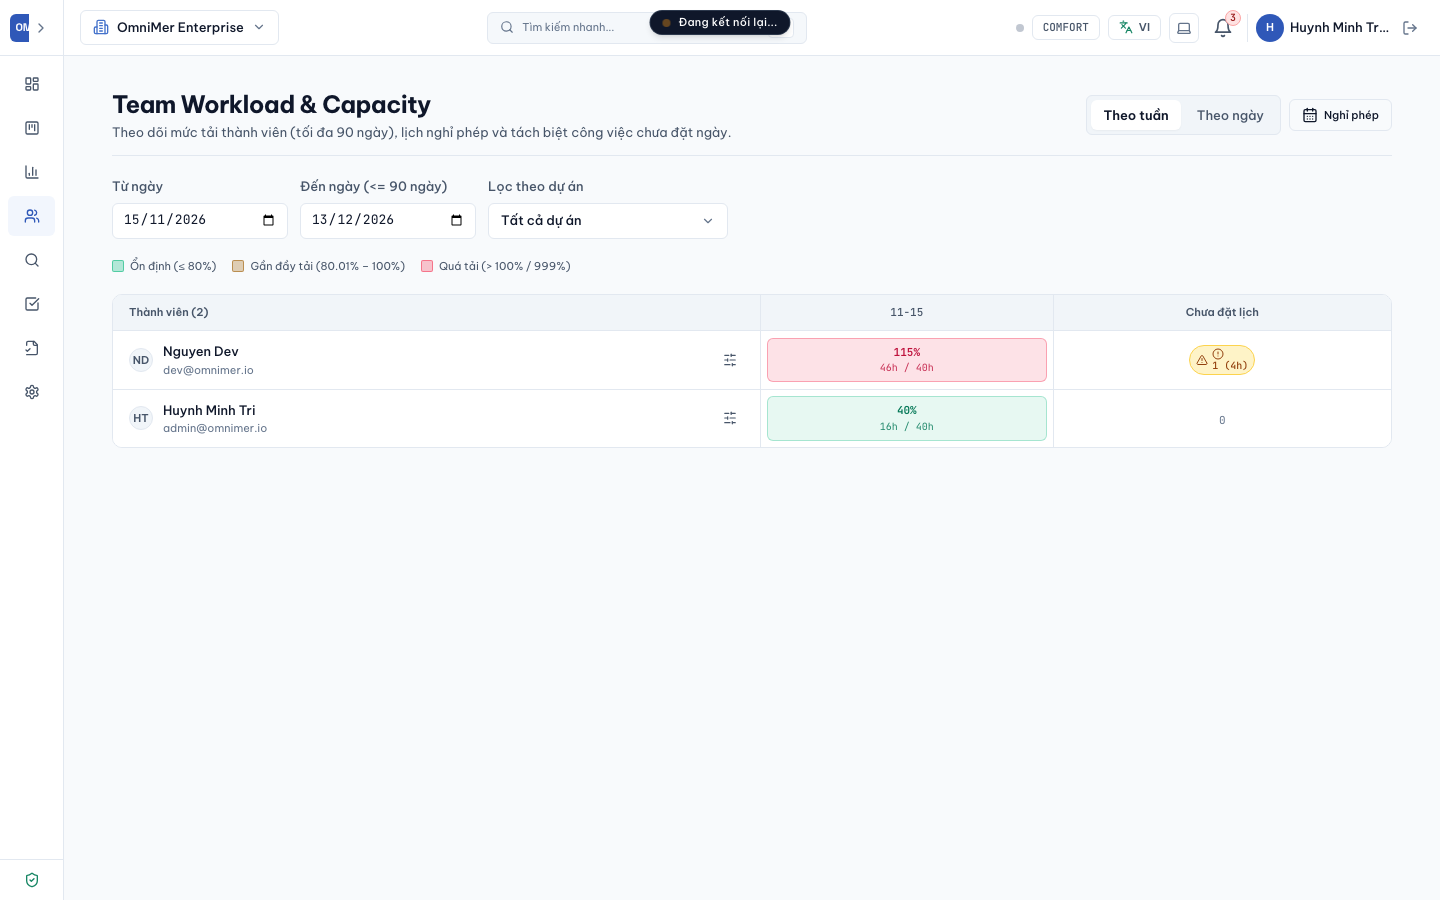 OmniMer Enterprise
Tìm kiếm nhanh...
Đang kết nối lại...
COMFORT
VI
3
H
Huynh Minh Tr...
Team Workload & Capacity
Theo dõi mức tải thành viên (tối đa 90 ngày), lịch nghỉ phép và tách biệt công việc chưa đặt ngày.
Theo tuần
Theo ngày
Nghỉ phép
Từ ngày
Đến ngày (<= 90 ngày)
Lọc theo dự án
15/11/2026
13/12/2026
Tất cả dự án
Ổn định (≤ 80%)
Gần đầy tải (80.01% – 100%)
Quá tải (> 100% / 999%)
Thành viên (2)
11-15
Chưa đặt lịch
ND
Nguyen Dev
dev@omnimer.io
115%
46h / 40h
1 (4h)
HT
Huynh Minh Tri
admin@omnimer.io
40%
16h / 40h
0